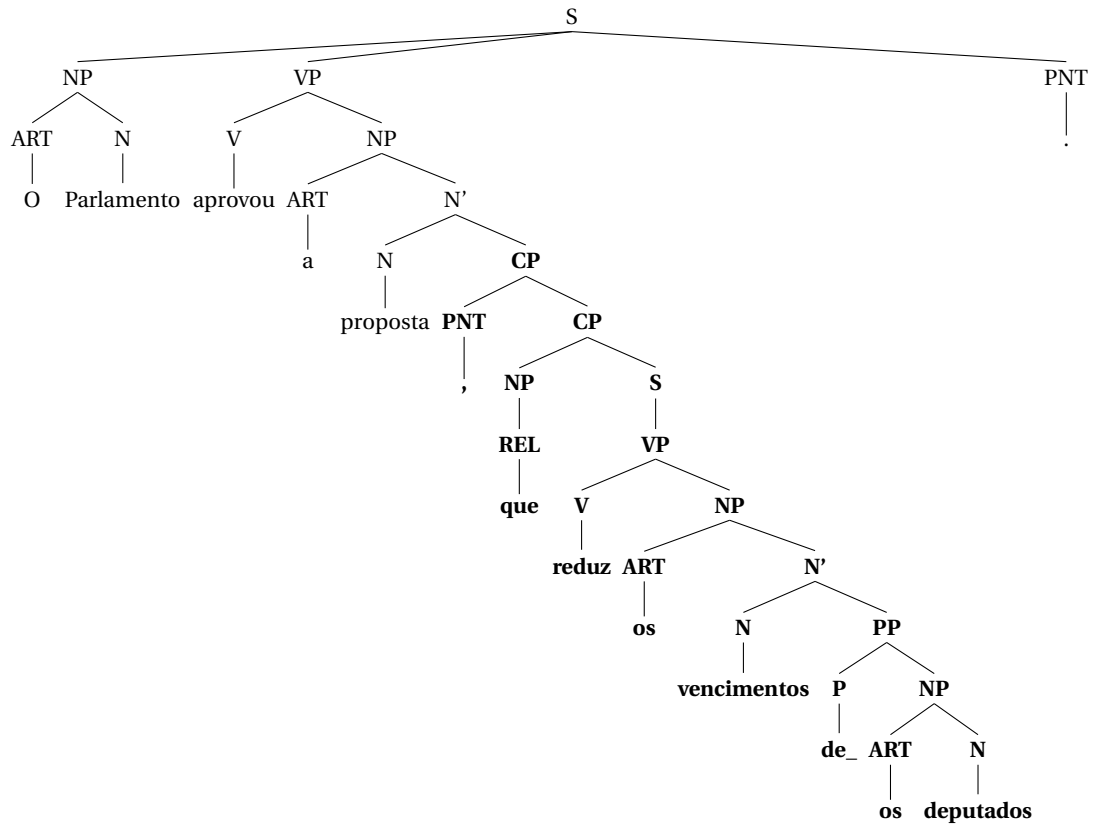 S
NP VP PNT
ART N V NP .
O Parlamento aprovou ART N’
a N CP
proposta PNT CP
, NP S
REL VP
que V NP
reduz ART N’
os N PP
vencimentos P NP
de_ ART N
os deputados